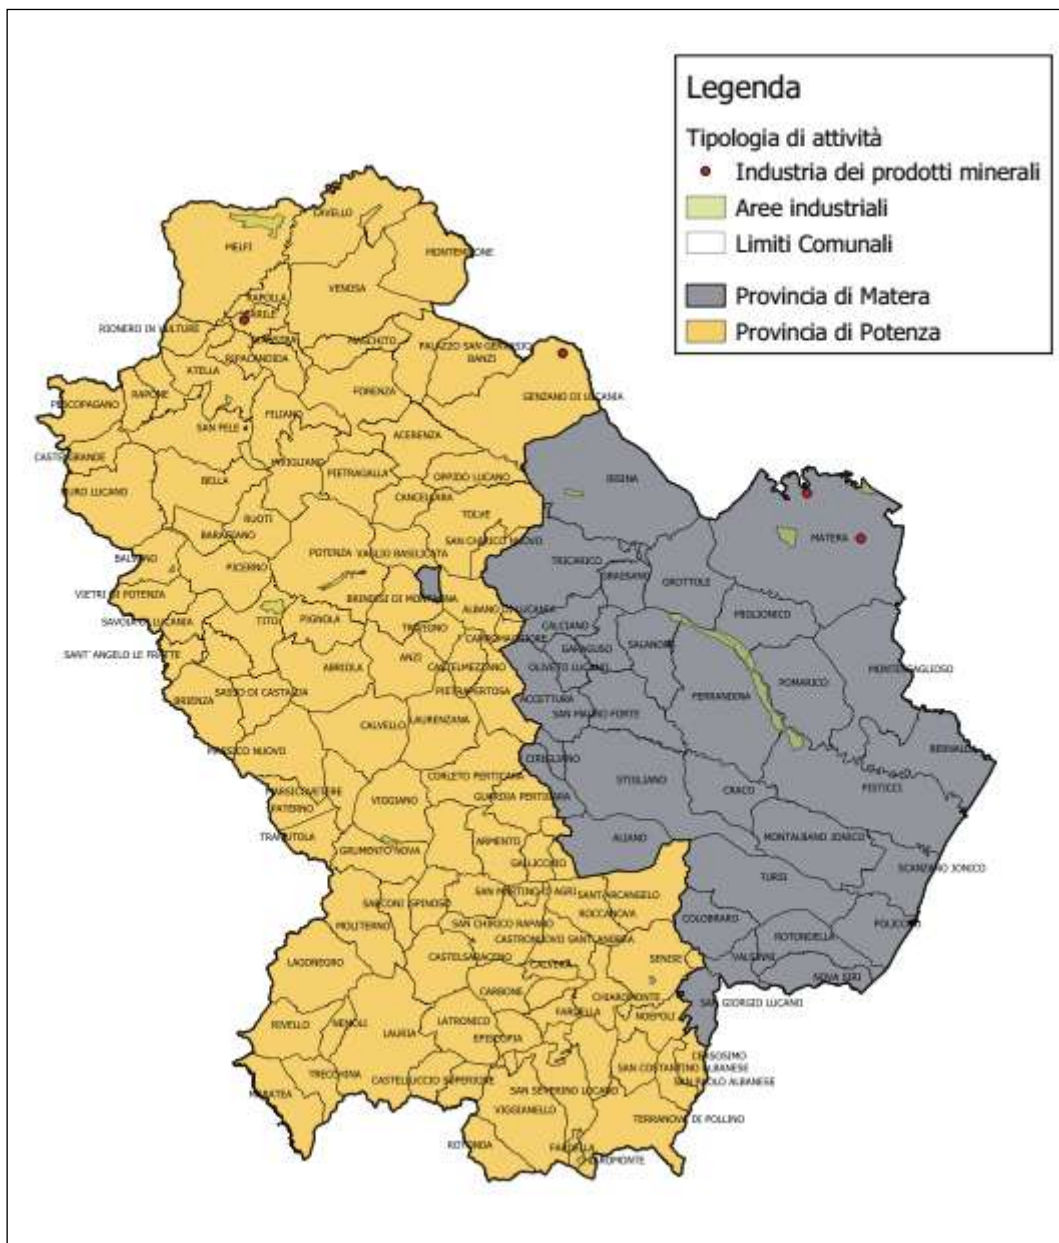 Legenda
Tipologia di attività
Industria dei prodotti minerali
Aree industriali
Limiti Comunali
Provincia di Matera
Provincia di Potenza
LAVELLO
MELFI
MONTEMILONE
VENOSA
RAPOLLA
BARILE
RIONERO IN VULTURE
MASCHITO
PALAZZO SAN GERVASIO
BANZI
RIPACANDIDA
ATELLA
RAPONE
PESCOPAGANO
FORENZA
GENZANO DI LUCANIA
FILIANO
SAN FELE
ACERENZA
CASTELGRANDE
AVIGLIANO
PIETRAGALLA
OPPIDO LUCANO
BELLA
IRSINA
MURO LUCANO
CANCELLARA
RUOTI
TOLVE
BARAGIANO
SAN CHIRICO NUOVO
MATERA
BALVANO
POTENZA
VAGLIO BASILICATA
TRICARICO
PICERNO
GRASSANO
GROTTOLE
VIETRI DI POTENZA
BRINDISI DI MONTAGNA
ALBANO DI LUCANIA
MIGLIONICO
SAVOIA DI LUCANIA
TITO
PIGNOLA
TRIVIGNO
CALCIANO
CAMPOMAGGIORE
GARAGUSO
SALANDRA
SANT' ANGELO LE FRATTE
ANZI
ABRIOLA
CASTELMEZZANO
OLIVETO LUCANO
MONTESCAGLIOSO
POMARICO
SASSO DI CASTALDA
PIETRAPERTOSA
FERRANDINA
BRIENZA
ACCETTURA
SAN MAURO FORTE
LAURENZANA
CALVELLO
MARSICO NUOVO
BERNALDA
CIRIGLIANO
CORLETO PERTICARA
STIGLIANO
MARSICOVETERE
VIGGIANO
GUARDIA PERTICARA
CRACO
PISTICCI
PATERNO
TRAMUTOLA
ARMENTO
ALIANO
MONTALBANO JONICO
GRUMENTO NOVA
GALLICCHIO
SCANZANO JONICO
TURSI
SAN MARTINO D'AGRI
SANT'ARCANGELO
SARCONI
SPINOSO
ROCCANOVA
MOLITERNO
SAN CHIRICO RAPARO
COLOBRARO
POLICORO
CASTRONUOVO SANT'ANDREA
ROTONDELLA
CASTELSARACENO
SENISE
VALSINNI
LAGONEGRO
CALVERA
NOVA SIRI
CARBONE
CHIAROMONTE
SAN GIORGIO LUCANO
FARDELLA
NOEPOLI
RIVELLO
NEMOLI
LATRONICO
LAURIA
EPISCOPIA
CERSOSIMO
SAN COSTANTINO ALBANESE
TRECCHINA
CASTELLUCCIO SUPERIORE
SAN PAOLO ALBANESE
MARATEA
SAN SEVERINO LUCANO
VIGGIANELLO
TERRANOVA DI POLLINO
ROTONDA
FARDELLA
CHIAROMONTE